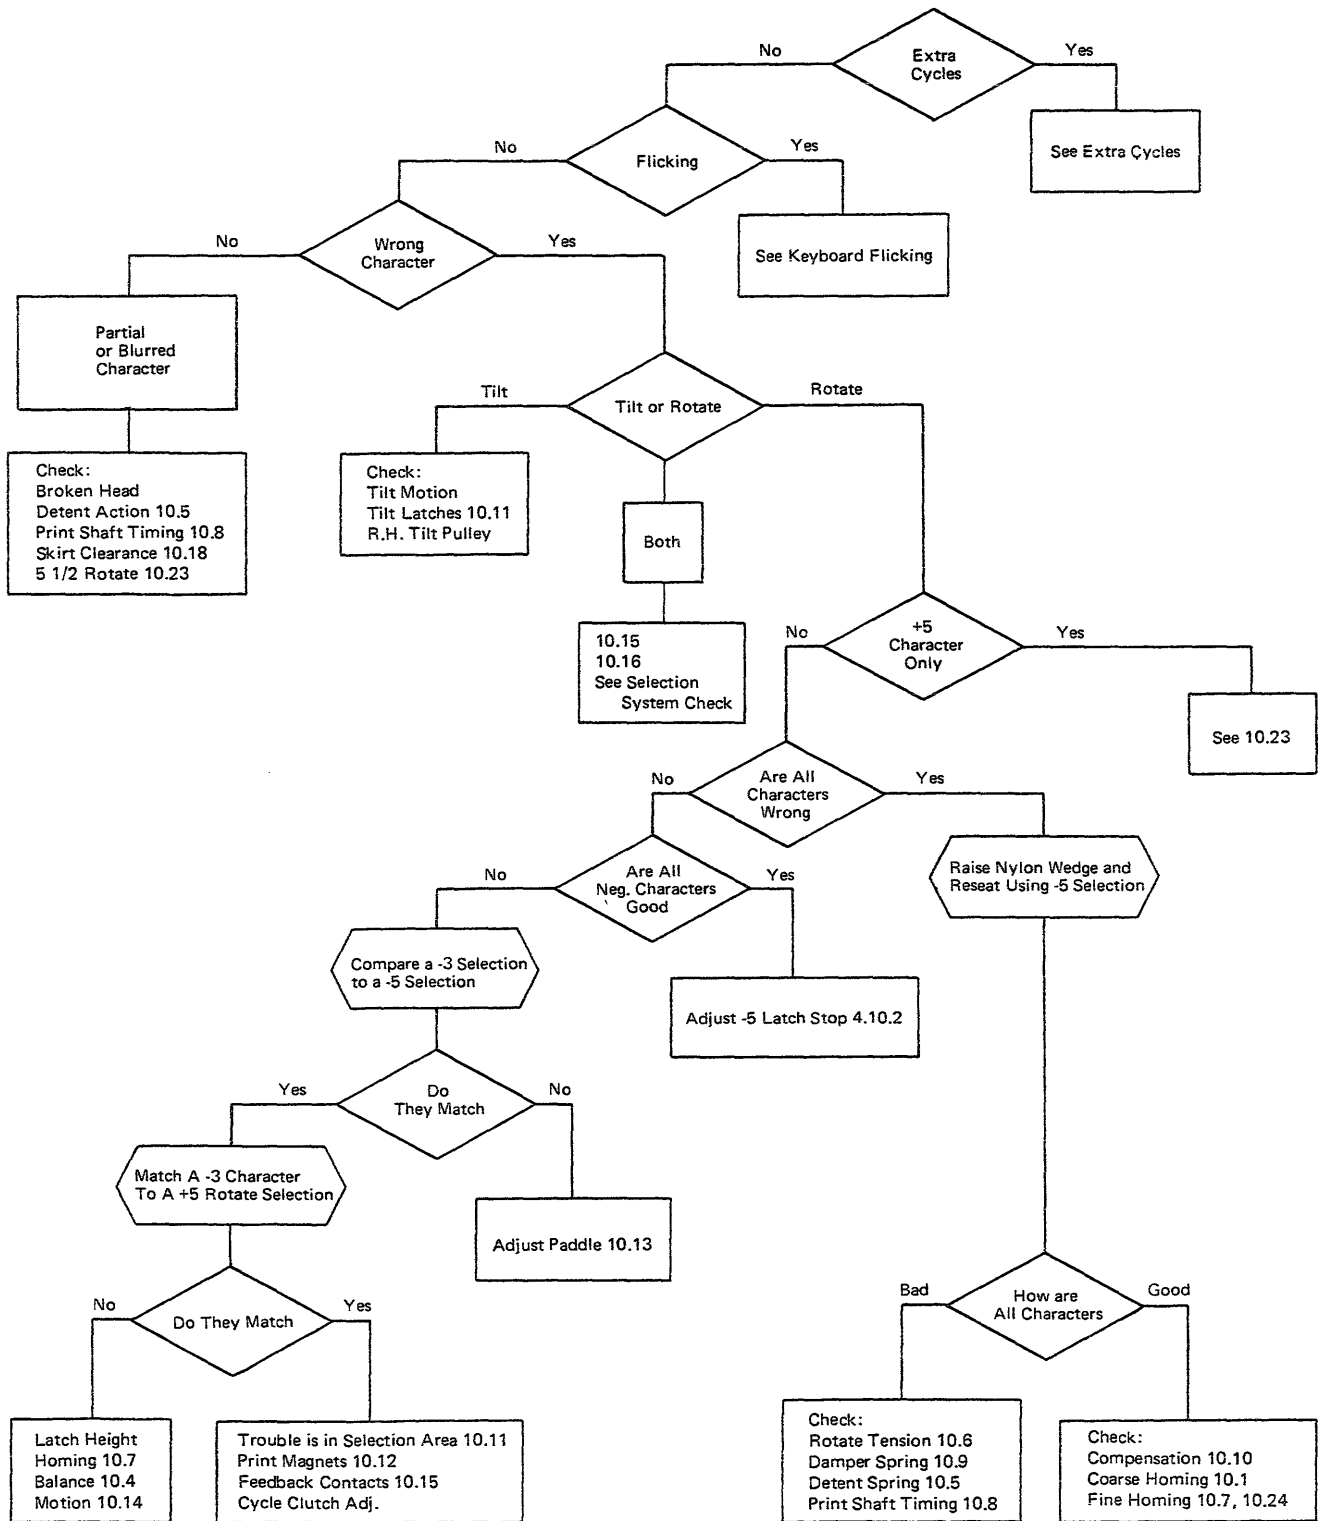 Extra
Cycles
No
Yes
See Extra Cycles
Flicking
No
Yes
See Keyboard Flicking
Wrong
Character
No
Yes
Partial
or Blurred
Character
Check:
Broken Head
Detent Action 10.5
Print Shaft Timing 10.8
Skirt Clearance 10.18
5 1/2 Rotate 10.23
Tilt or Rotate
Tilt
Rotate
Check:
Tilt Motion
Tilt Latches 10.11
R.H. Tilt Pulley
Both
10.15
10.16
See Selection
System Check
+5
Character
Only
No
Yes
See 10.23
Are All
Characters
Wrong
No
Yes
Raise Nylon Wedge and
Reseat Using -5 Selection
Are All
Neg. Characters
Good
No
Yes
Adjust -5 Latch Stop 4.10.2
Compare a -3 Selection
to a -5 Selection
Do
They Match
Yes
No
Adjust Paddle 10.13
Match A -3 Character
To A +5 Rotate Selection
Do They Match
No
Yes
Latch Height
Homing 10.7
Balance 10.4
Motion 10.14
Trouble is in Selection Area 10.11
Print Magnets 10.12
Feedback Contacts 10.15
Cycle Clutch Adj.
How are
All Characters
Bad
Good
Check:
Rotate Tension 10.6
Damper Spring 10.9
Detent Spring 10.5
Print Shaft Timing 10.8
Check:
Compensation 10.10
Coarse Homing 10.1
Fine Homing 10.7, 10.24